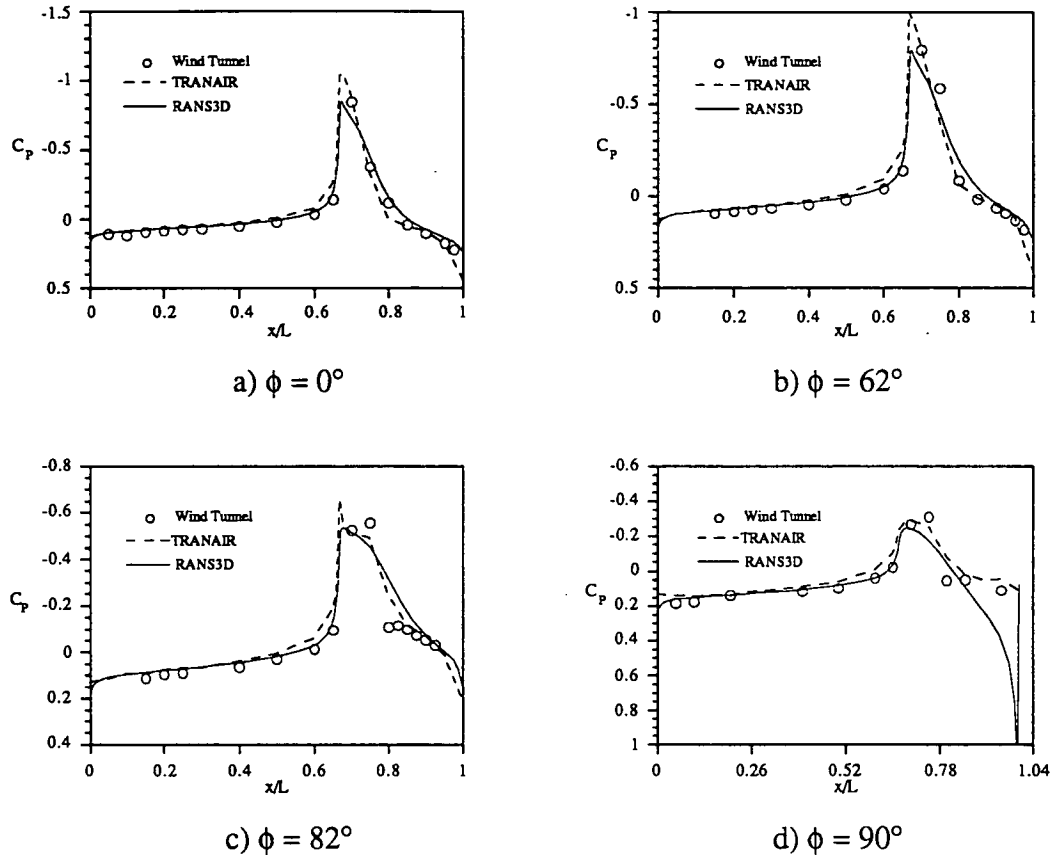 -1.5
-1
-0.5
0
0.5
C_P
Wind Tunnel
TRANAIR
RANS3D
0 0.2 0.4 0.6 0.8 1
x/L
a) ϕ = 0°
-1
-0.5
0
0.5
C_P
Wind Tunnel
TRANAIR
RANS3D
0 0.2 0.4 0.6 0.8 1
x/L
b) ϕ = 62°
-0.8
-0.6
-0.4
-0.2
0
0.2
0.4
C_P
Wind Tunnel
TRANAIR
RANS3D
0 0.2 0.4 0.6 0.8 1
x/L
c) ϕ = 82°
-0.6
-0.4
-0.2
0
0.2
0.4
0.6
0.8
1
C_P
Wind Tunnel
TRANAIR
RANS3D
0 0.26 0.52 0.78 1.04
x/L
d) ϕ = 90°